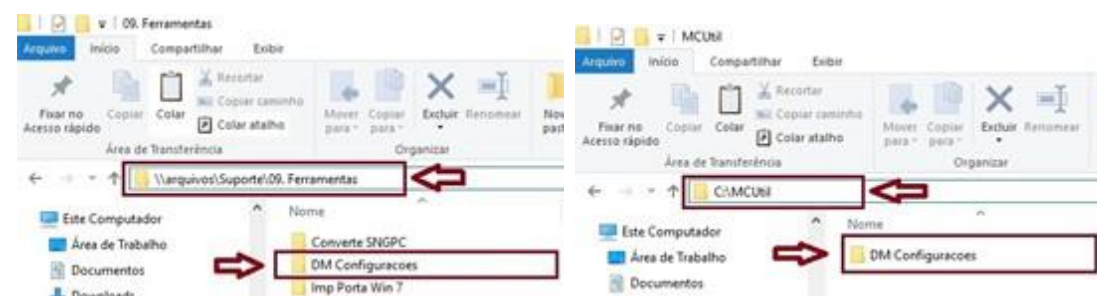 09. Ferramentas
Arquivo Início Compartilhar Exibir
Fixar no
Acesso rápido
Copiar
Colar
Recortar
Copiar caminho
Colar atalho
Mover
para
Copiar
para
Excluir
Renomear
Área de Transferência
Organizar
\\arquivos\Suporte\09. Ferramentas
Este Computador
Área de Trabalho
Documentos
Nome
Converte SNGPC
DM Configuracoes
Imp Porta Win 7
MCUtil
Arquivo Início Compartilhar Exibir
Fixar no
Acesso rápido
Copiar
Colar
Recortar
Copiar caminho
Colar atalho
Mover
para
Copiar
para
Excluir
Renomear
Área de Transferência
Organizar
C:\MCUtil
Este Computador
Área de Trabalho
Documentos
Nome
DM Configuracoes